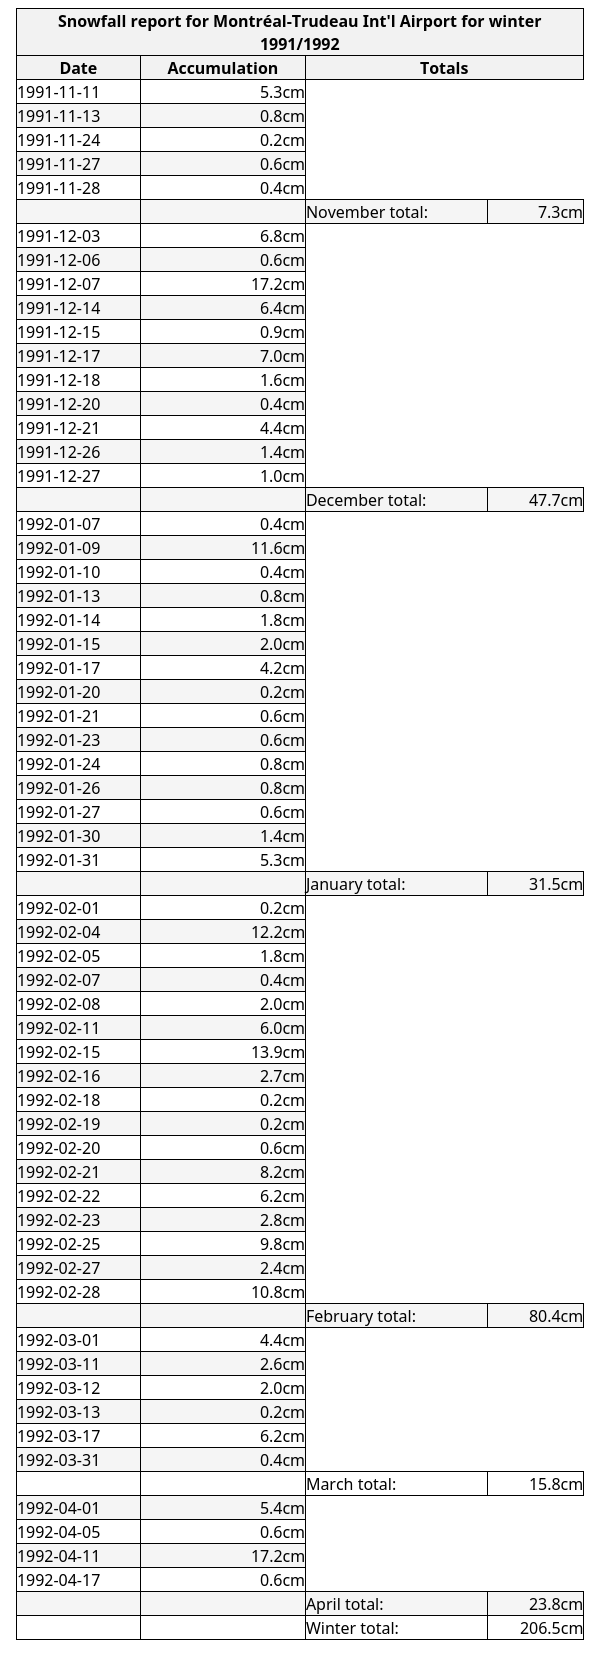 Snowfall report for Montréal-Trudeau Int'l Airport for winter
1991/1992
Date Accumulation Totals
1991-11-11 5.3cm
1991-11-13 0.8cm
1991-11-24 0.2cm
1991-11-27 0.6cm
1991-11-28 0.4cm
November total: 7.3cm
1991-12-03 6.8cm
1991-12-06 0.6cm
1991-12-07 17.2cm
1991-12-14 6.4cm
1991-12-15 0.9cm
1991-12-17 7.0cm
1991-12-18 1.6cm
1991-12-20 0.4cm
1991-12-21 4.4cm
1991-12-26 1.4cm
1991-12-27 1.0cm
December total: 47.7cm
1992-01-07 0.4cm
1992-01-09 11.6cm
1992-01-10 0.4cm
1992-01-13 0.8cm
1992-01-14 1.8cm
1992-01-15 2.0cm
1992-01-17 4.2cm
1992-01-20 0.2cm
1992-01-21 0.6cm
1992-01-23 0.6cm
1992-01-24 0.8cm
1992-01-26 0.8cm
1992-01-27 0.6cm
1992-01-30 1.4cm
1992-01-31 5.3cm
January total: 31.5cm
1992-02-01 0.2cm
1992-02-04 12.2cm
1992-02-05 1.8cm
1992-02-07 0.4cm
1992-02-08 2.0cm
1992-02-11 6.0cm
1992-02-15 13.9cm
1992-02-16 2.7cm
1992-02-18 0.2cm
1992-02-19 0.2cm
1992-02-20 0.6cm
1992-02-21 8.2cm
1992-02-22 6.2cm
1992-02-23 2.8cm
1992-02-25 9.8cm
1992-02-27 2.4cm
1992-02-28 10.8cm
February total: 80.4cm
1992-03-01 4.4cm
1992-03-11 2.6cm
1992-03-12 2.0cm
1992-03-13 0.2cm
1992-03-17 6.2cm
1992-03-31 0.4cm
March total: 15.8cm
1992-04-01 5.4cm
1992-04-05 0.6cm
1992-04-11 17.2cm
1992-04-17 0.6cm
April total: 23.8cm
Winter total: 206.5cm